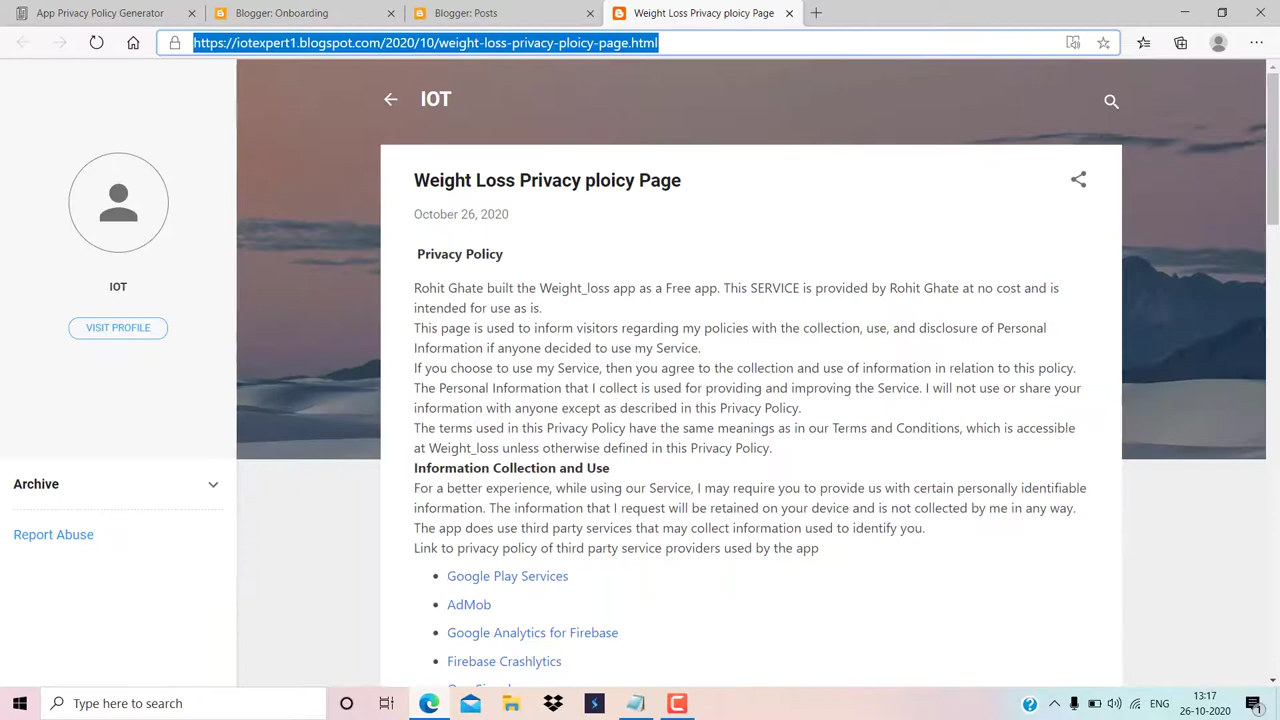 App Privacy Policy Generator
Blogger: Onboarding
Blogger: Posts
Weight Loss Privacy ploicy Page
https://iotexpert1.blogspot.com/2020/10/weight-loss-privacy-ploicy-page.html
IOT
IOT
VISIT PROFILE
Archive
Report Abuse
Weight Loss Privacy ploicy Page
October 26, 2020
Privacy Policy
Rohit Ghate built the Weight_loss app as a Free app. This SERVICE is provided by Rohit Ghate at no cost and is
intended for use as is.
This page is used to inform visitors regarding my policies with the collection, use, and disclosure of Personal
Information if anyone decided to use my Service.
If you choose to use my Service, then you agree to the collection and use of information in relation to this policy.
The Personal Information that I collect is used for providing and improving the Service. I will not use or share your
information with anyone except as described in this Privacy Policy.
The terms used in this Privacy Policy have the same meanings as in our Terms and Conditions, which is accessible
at Weight_loss unless otherwise defined in this Privacy Policy.
Information Collection and Use
For a better experience, while using our Service, I may require you to provide us with certain personally identifiable
information. The information that I request will be retained on your device and is not collected by me in any way.
The app does use third party services that may collect information used to identify you.
Link to privacy policy of third party service providers used by the app
Google Play Services
AdMob
Google Analytics for Firebase
Firebase Crashlytics
Type here to search
ENG
13:17
26-10-2020
1